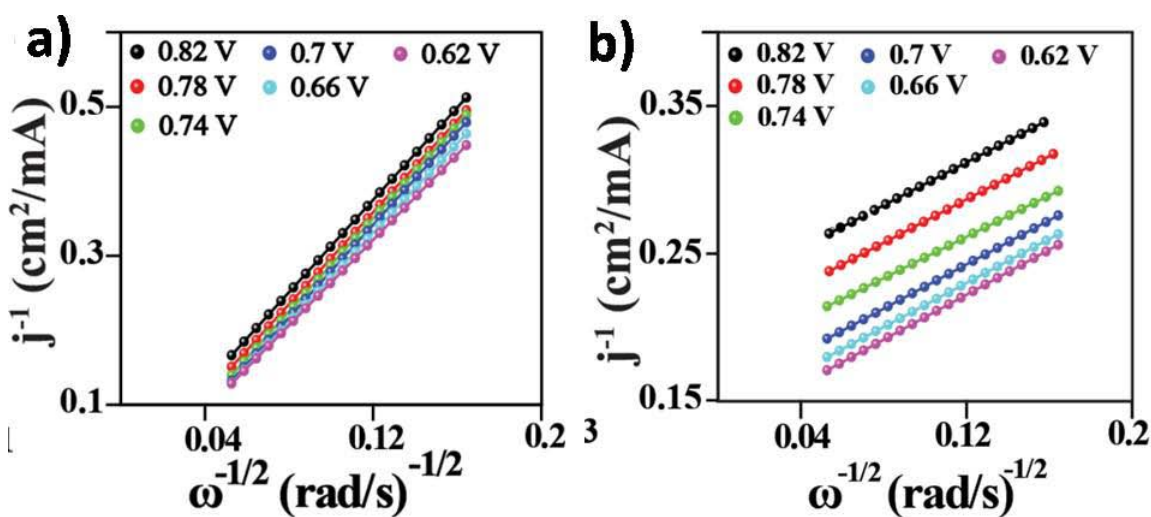 a)
0.82 V 0.7 V 0.62 V
0.78 V 0.66 V
0.74 V
0.5
0.3
0.1
j⁻¹ (cm²/mA)
0.04 0.12 0.2
ω⁻¹/² (rad/s)⁻¹/²
b)
0.82 V 0.7 V 0.62 V
0.78 V 0.66 V
0.74 V
0.35
0.25
0.15
j⁻¹ (cm²/mA)
3
0.04 0.12 0.2
ω⁻¹/² (rad/s)¹/²